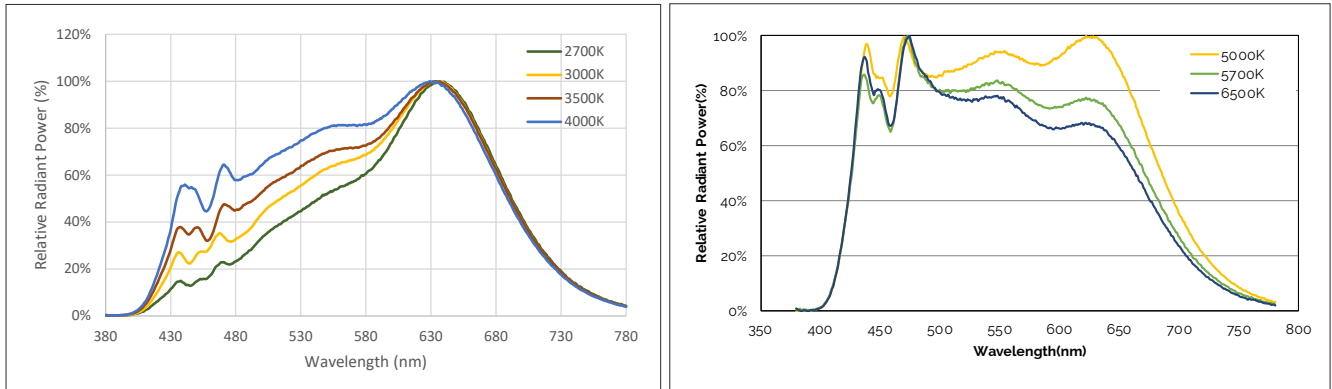 120%
100%
80%
60%
40%
20%
0%
Relative Radiant Power (%)
380 430 480 530 580 630 680 730 780
Wavelength (nm)
2700K
3000K
3500K
4000K
100%
80%
60%
40%
20%
0%
Relative Radiant Power(%)
350 400 450 500 550 600 650 700 750 800
Wavelength(nm)
5000K
5700K
6500K